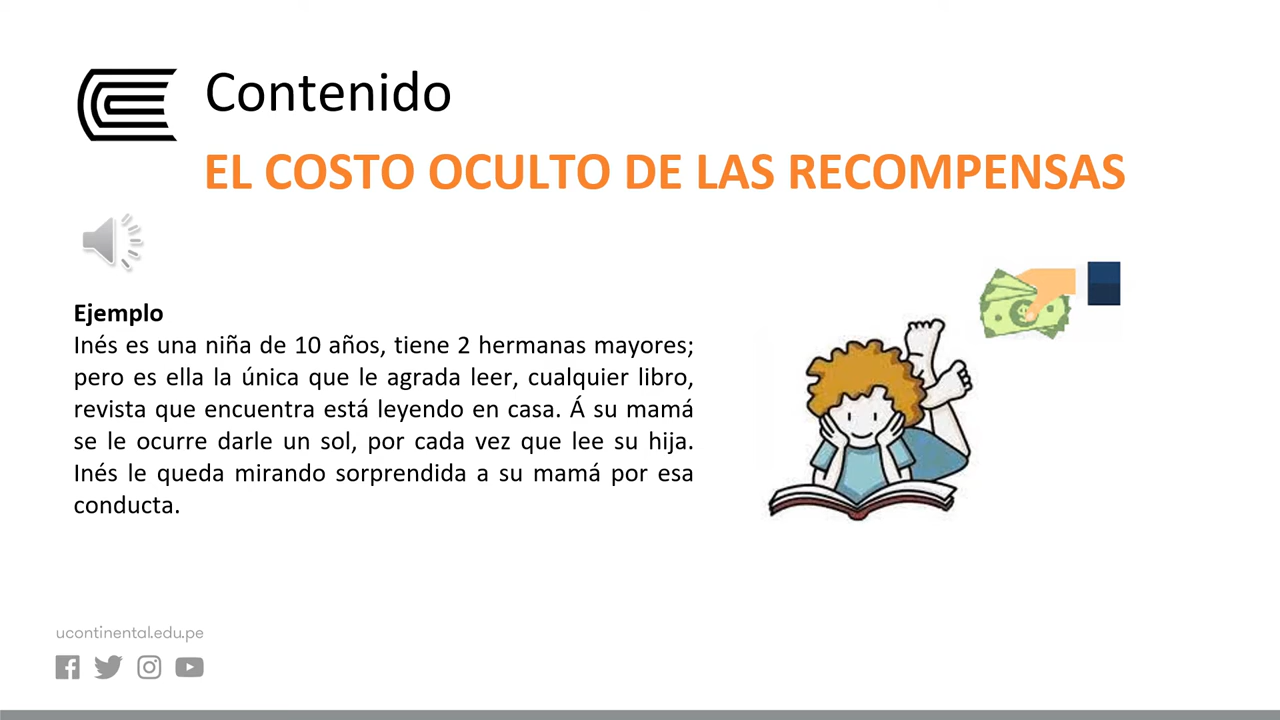 Contenido
EL COSTO OCULTO DE LAS RECOMPENSAS
Ejemplo
Inés es una niña de 10 años, tiene 2 hermanas mayores;
pero es ella la única que le agrada leer, cualquier libro,
revista que encuentra está leyendo en casa. Á su mamá
se le ocurre darle un sol, por cada vez que lee su hija.
Inés le queda mirando sorprendida a su mamá por esa
conducta.
ucontinental.edu.pe